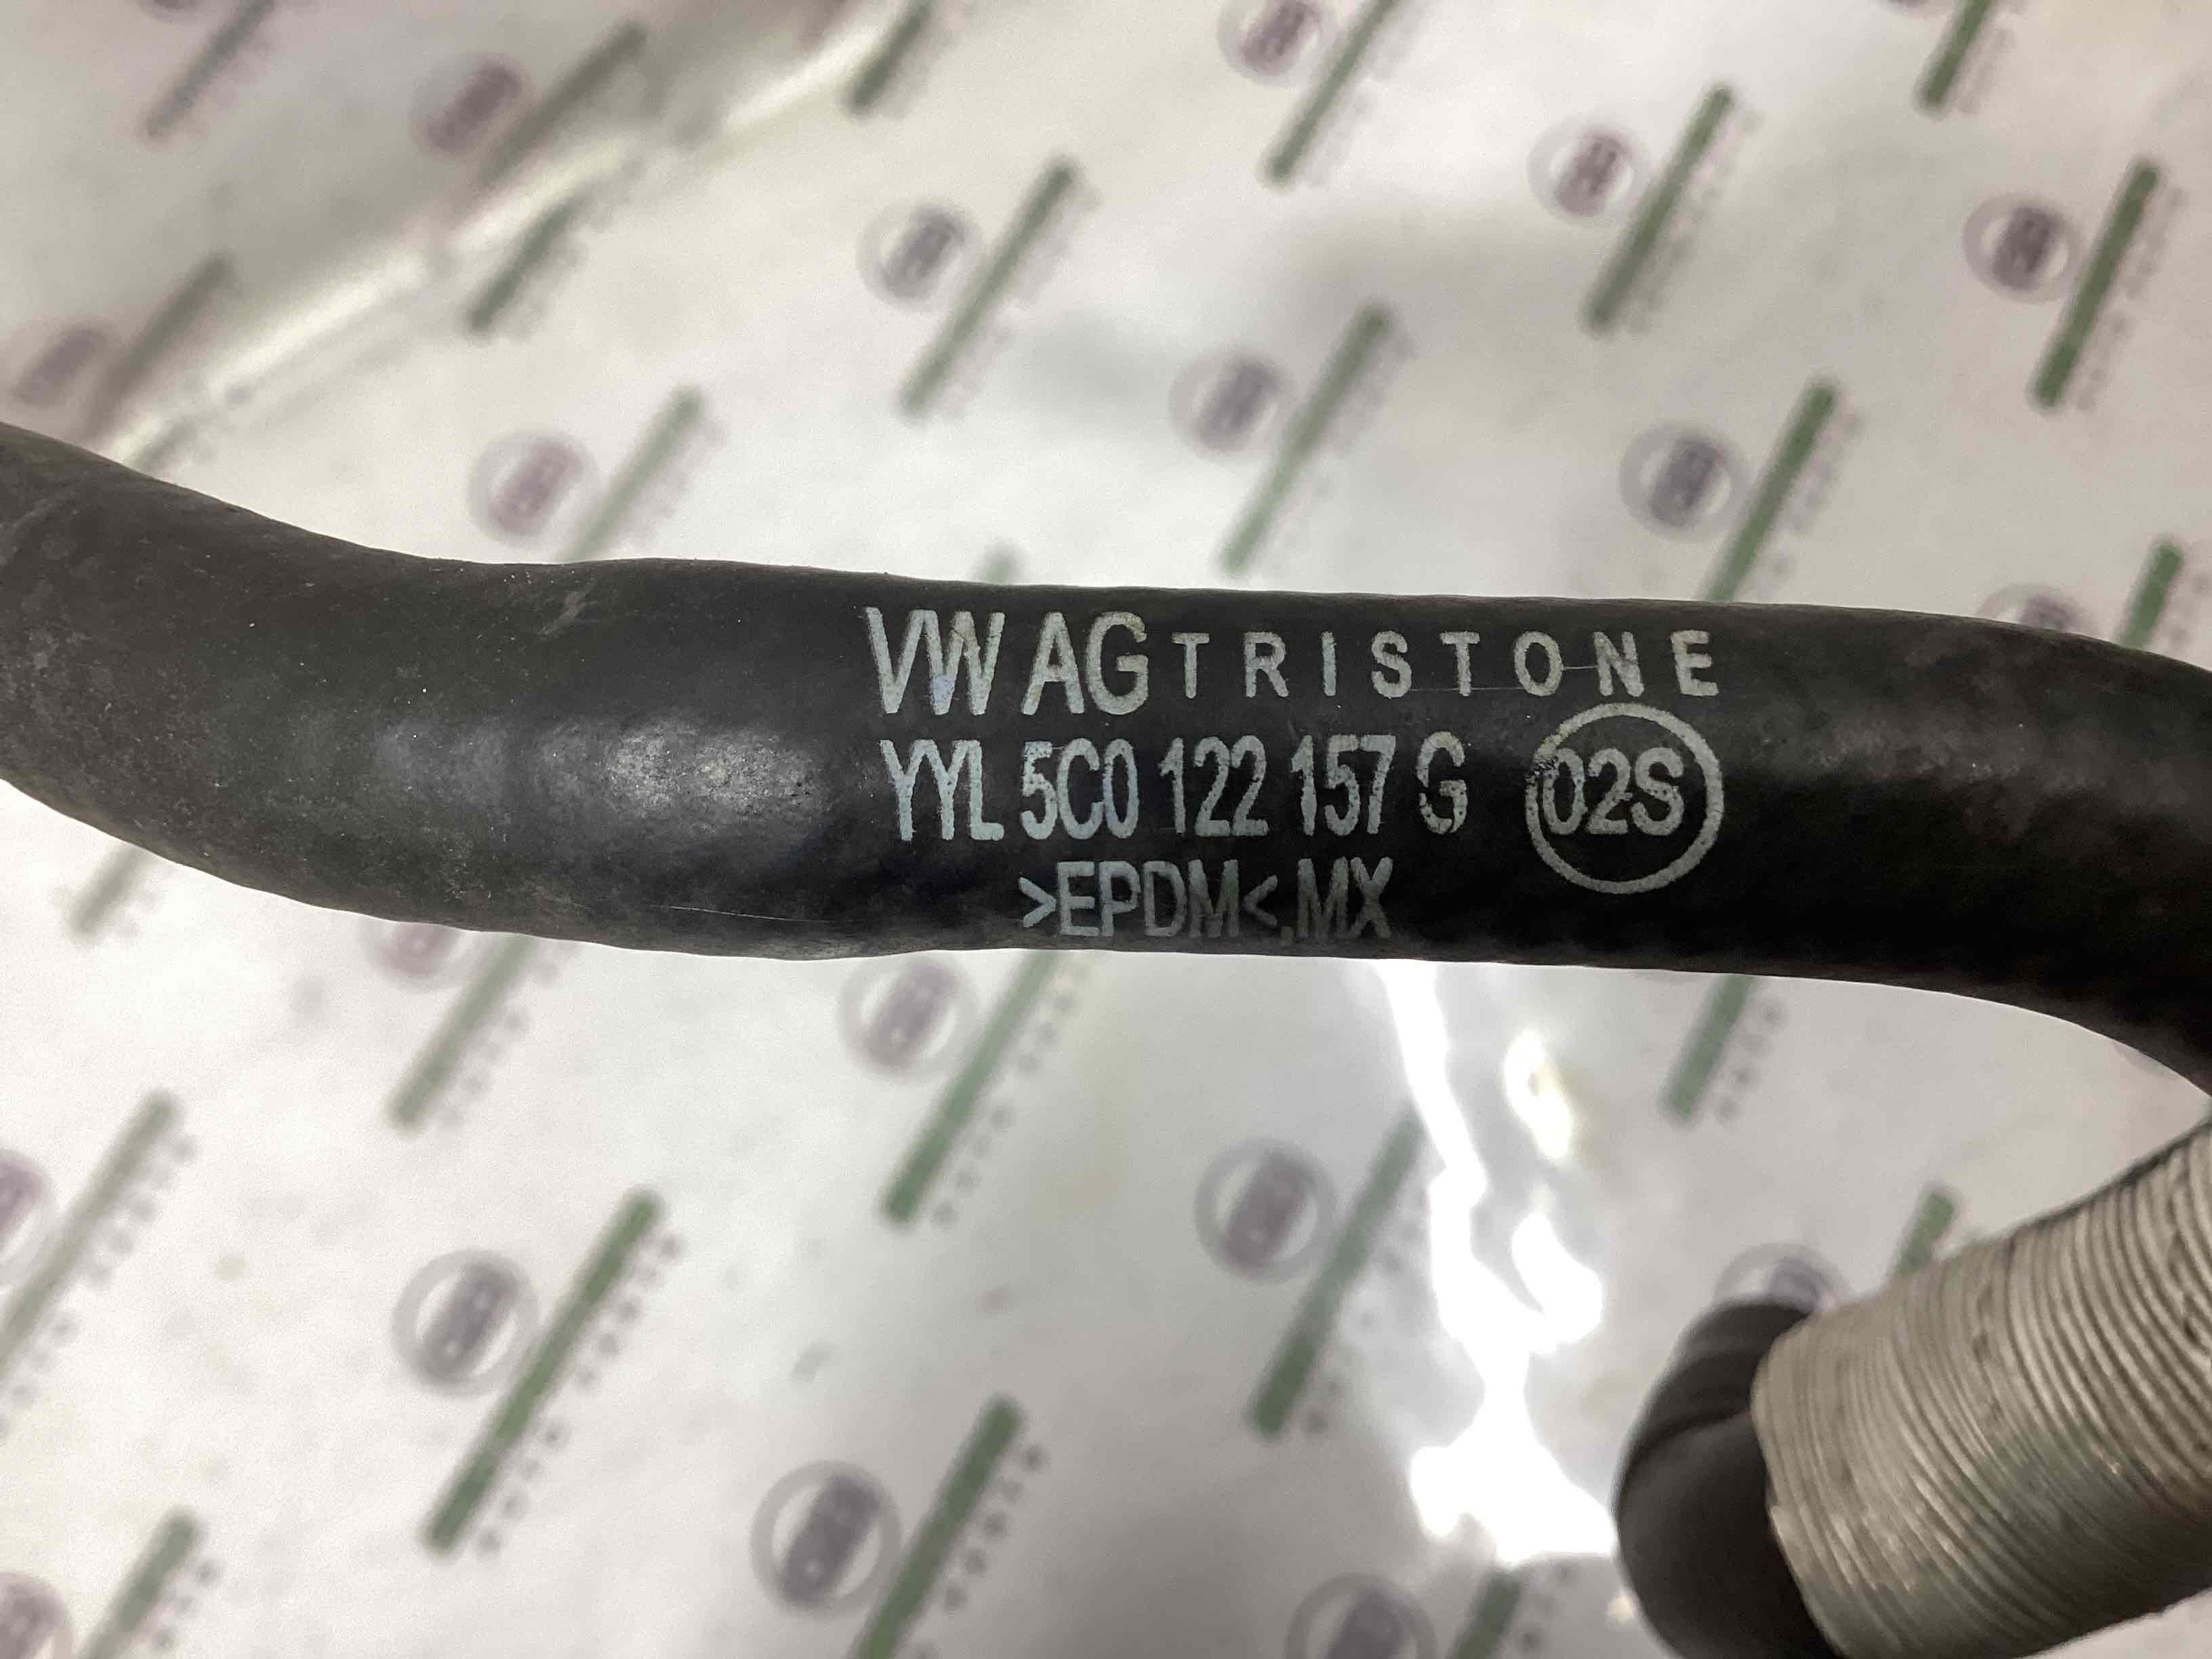 VW AG TRISTONE
YYL 5C0 122 157 G 02S
>EPDM<,MX